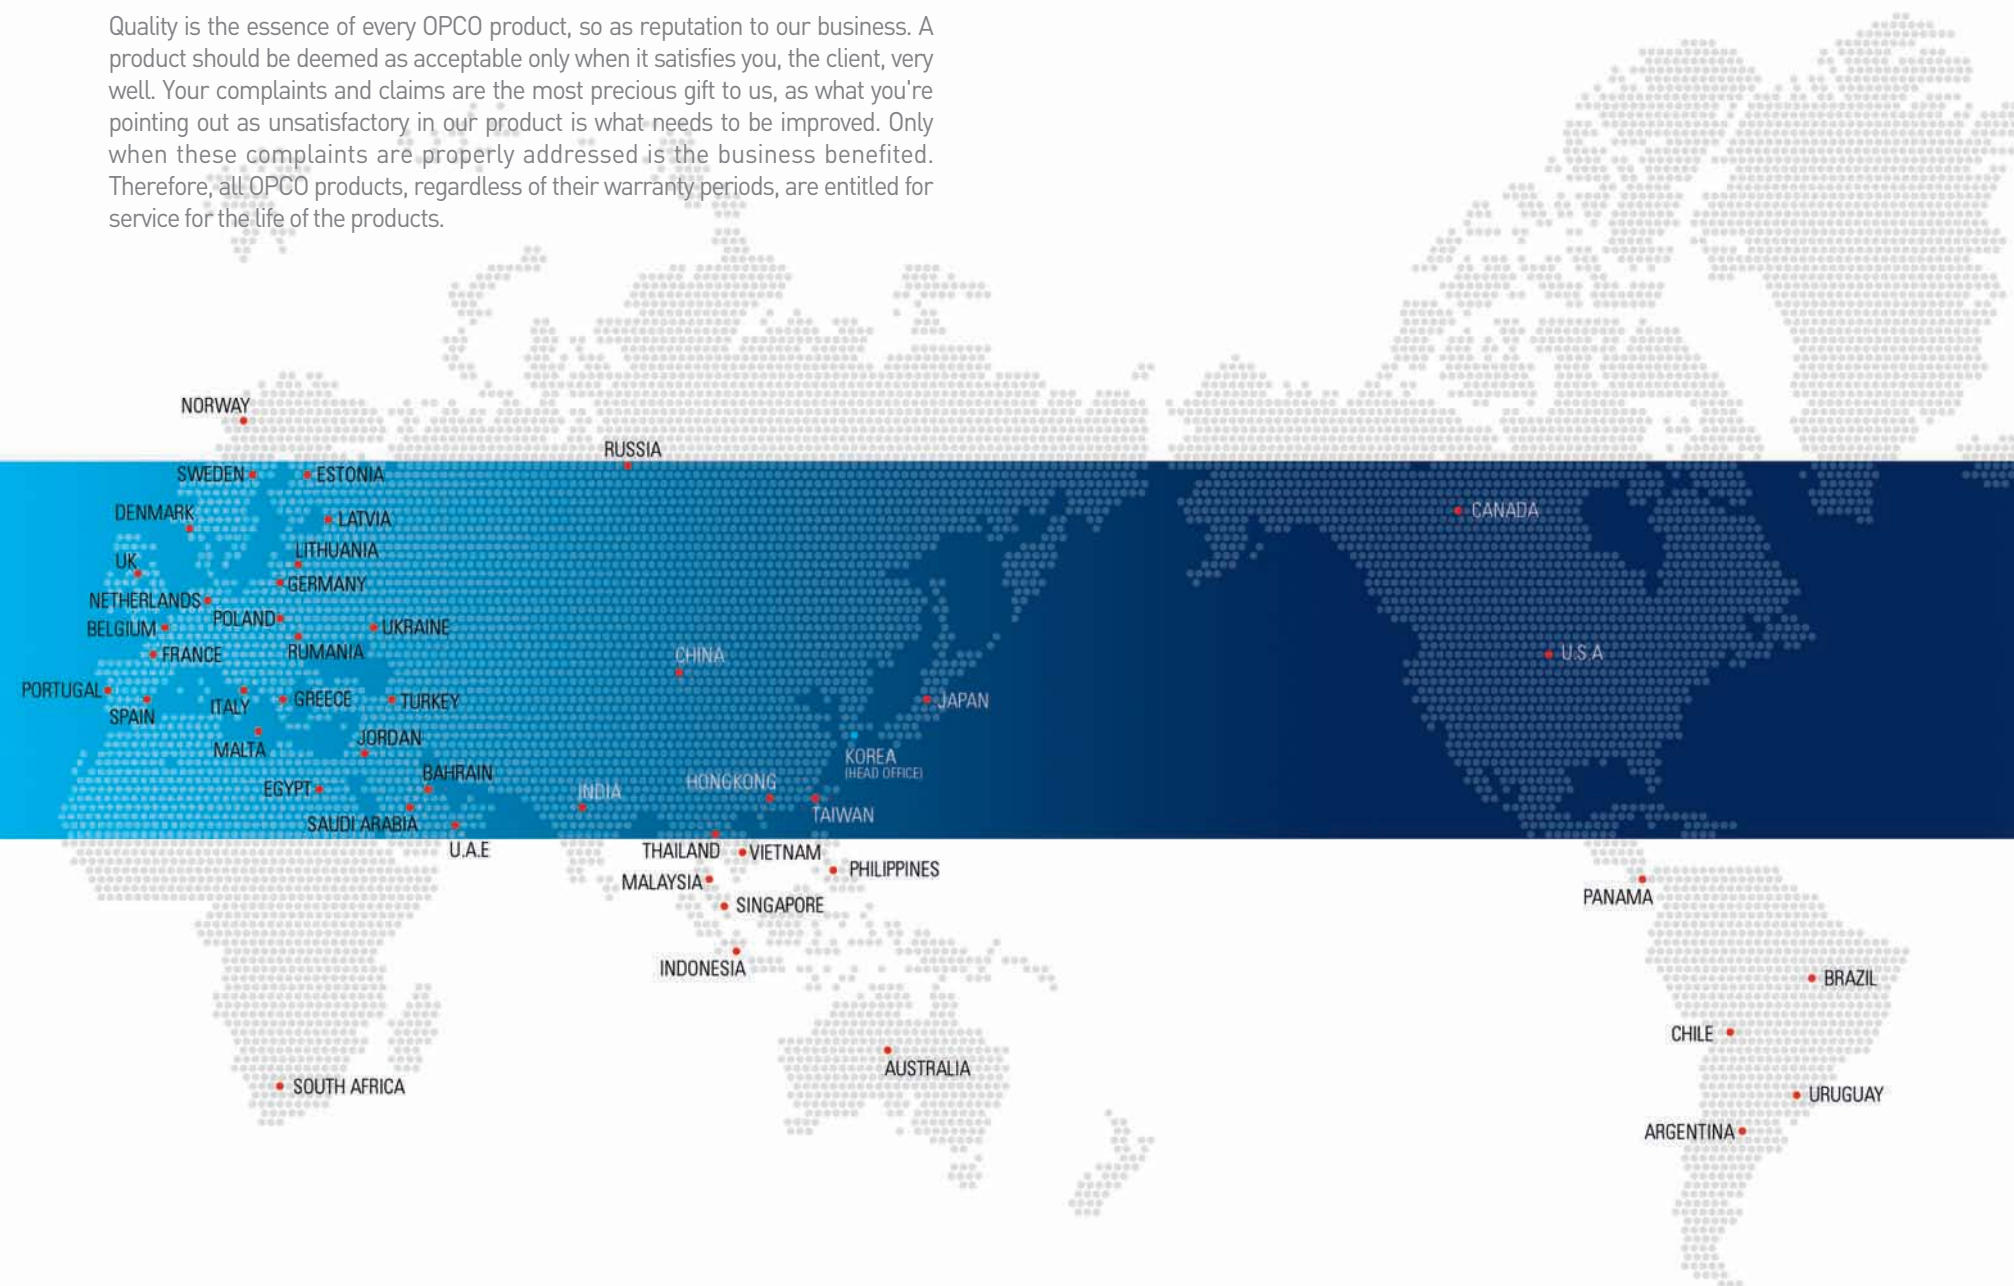 Quality is the essence of every OPCO product, so as reputation to our business. A
product should be deemed as acceptable only when it satisfies you, the client, very
well. Your complaints and claims are the most precious gift to us, as what you're
pointing out as unsatisfactory in our product is what needs to be improved. Only
when these complaints are properly addressed is the business benefited.
Therefore, all OPCO products, regardless of their warranty periods, are entitled for
service for the life of the products.
NORWAY
RUSSIA
SWEDEN
ESTONIA
DENMARK
LATVIA
CANADA
LITHUANIA
UK
GERMANY
NETHERLANDS
POLAND
BELGIUM
UKRAINE
FRANCE
RUMANIA
CHINA
U.S.A
PORTUGAL
SPAIN
ITALY
GREECE
TURKEY
JAPAN
MALTA
JORDAN
KOREA
(HEAD OFFICE)
BAHRAIN
EGYPT
INDIA
HONGKONG
TAIWAN
SAUDI ARABIA
U.A.E
THAILAND
VIETNAM
PHILIPPINES
MALAYSIA
SINGAPORE
PANAMA
INDONESIA
BRAZIL
CHILE
AUSTRALIA
SOUTH AFRICA
URUGUAY
ARGENTINA